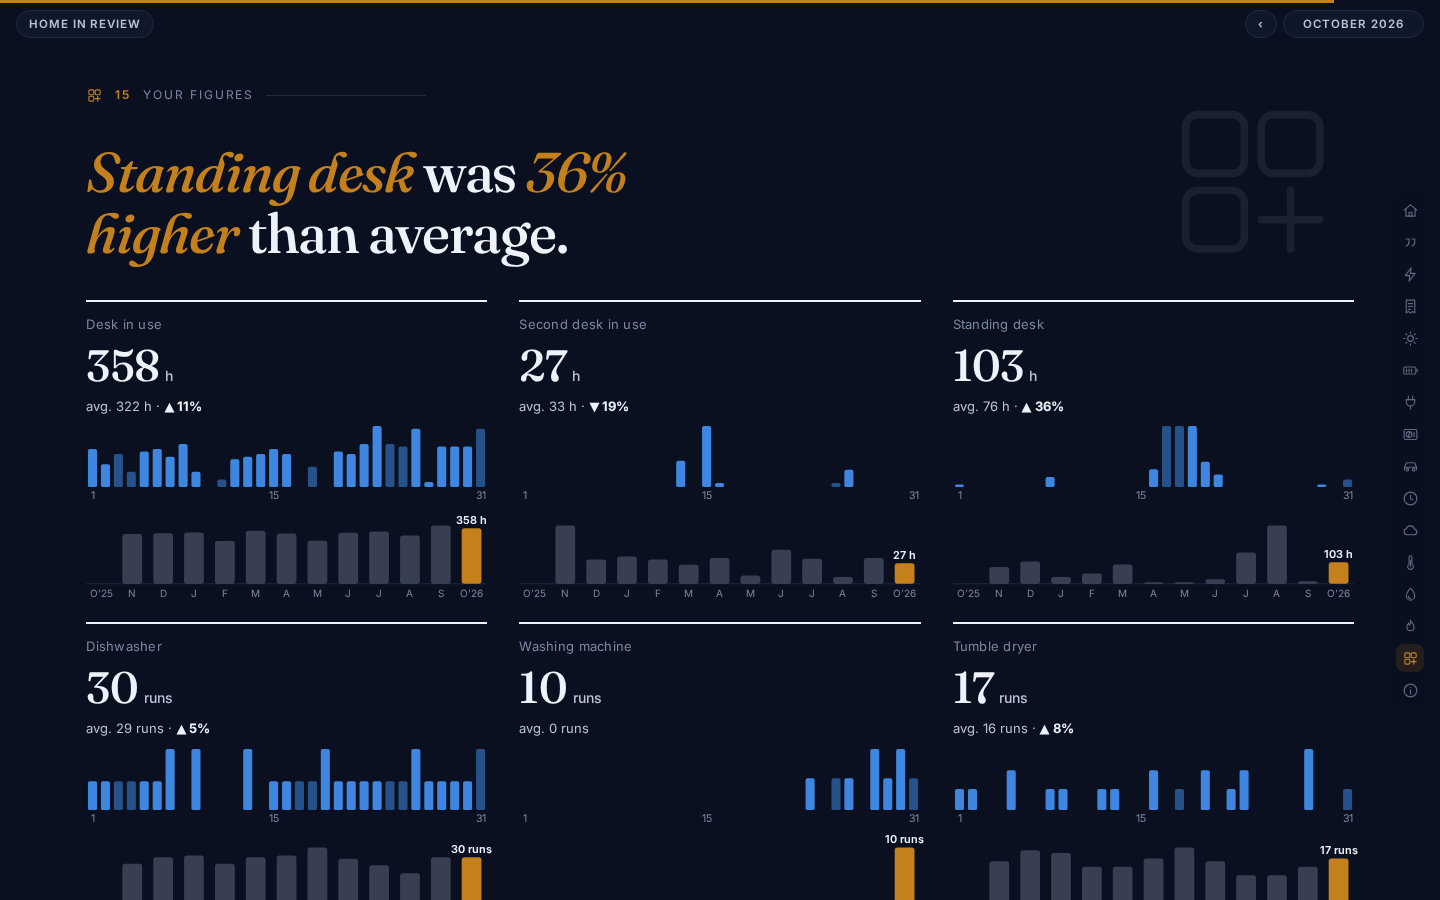 HOME IN REVIEW
‹ OCTOBER 2026
15 YOUR FIGURES
Standing desk was 36%
higher than average.
Desk in use
358 h
avg. 322 h · ▲ 11%
1 15 31
358 h
O'25 N D J F M A M J J A S O'26
Second desk in use
27 h
avg. 33 h · ▼ 19%
1 15 31
27 h
O'25 N D J F M A M J J A S O'26
Standing desk
103 h
avg. 76 h · ▲ 36%
1 15 31
103 h
O'25 N D J F M A M J J A S O'26
Dishwasher
30 runs
avg. 29 runs · ▲ 5%
1 15 31
30 runs
Washing machine
10 runs
avg. 0 runs
1 15 31
10 runs
Tumble dryer
17 runs
avg. 16 runs · ▲ 8%
1 15 31
17 runs